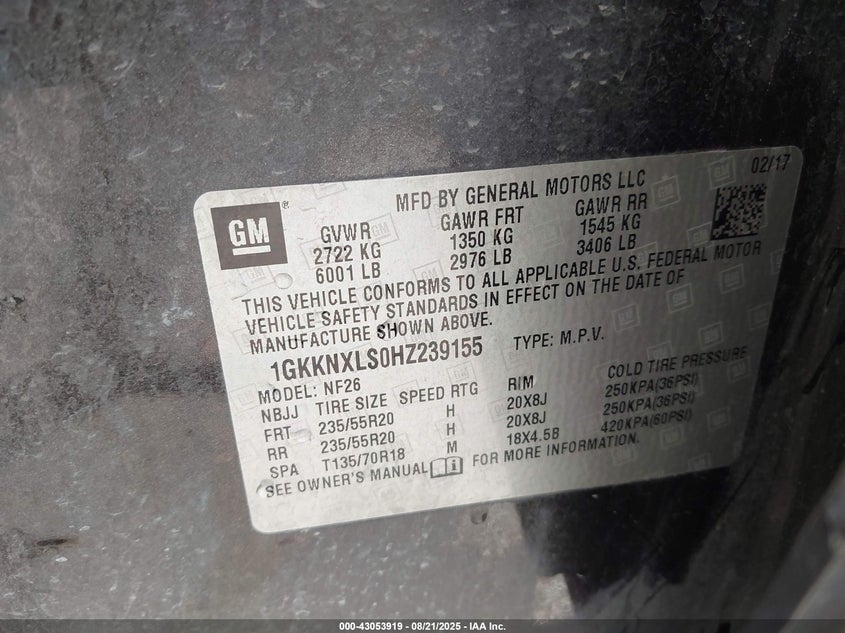 02/17
MFD BY GENERAL MOTORS LLC
GM ®
GVWR GAWR FRT GAWR RR
2722 KG 1350 KG 1545 KG
6001 LB 2976 LB 3406 LB
THIS VEHICLE CONFORMS TO ALL APPLICABLE U.S. FEDERAL MOTOR
VEHICLE SAFETY STANDARDS IN EFFECT ON THE DATE OF
MANUFACTURE SHOWN ABOVE.
1GKKNXLS0HZ239155 TYPE: M.P.V.
MODEL: NF26
NBJJ TIRE SIZE SPEED RTG RIM COLD TIRE PRESSURE
FRT 235/55R20 H 20X8J 250KPA(36PSI)
RR 235/55R20 H 20X8J 250KPA(36PSI)
SPA T135/70R18 M 18X4.5B 420KPA(60PSI)
SEE OWNER'S MANUAL FOR MORE INFORMATION.
000-43053919 - 08/21/2025 - IAA Inc.